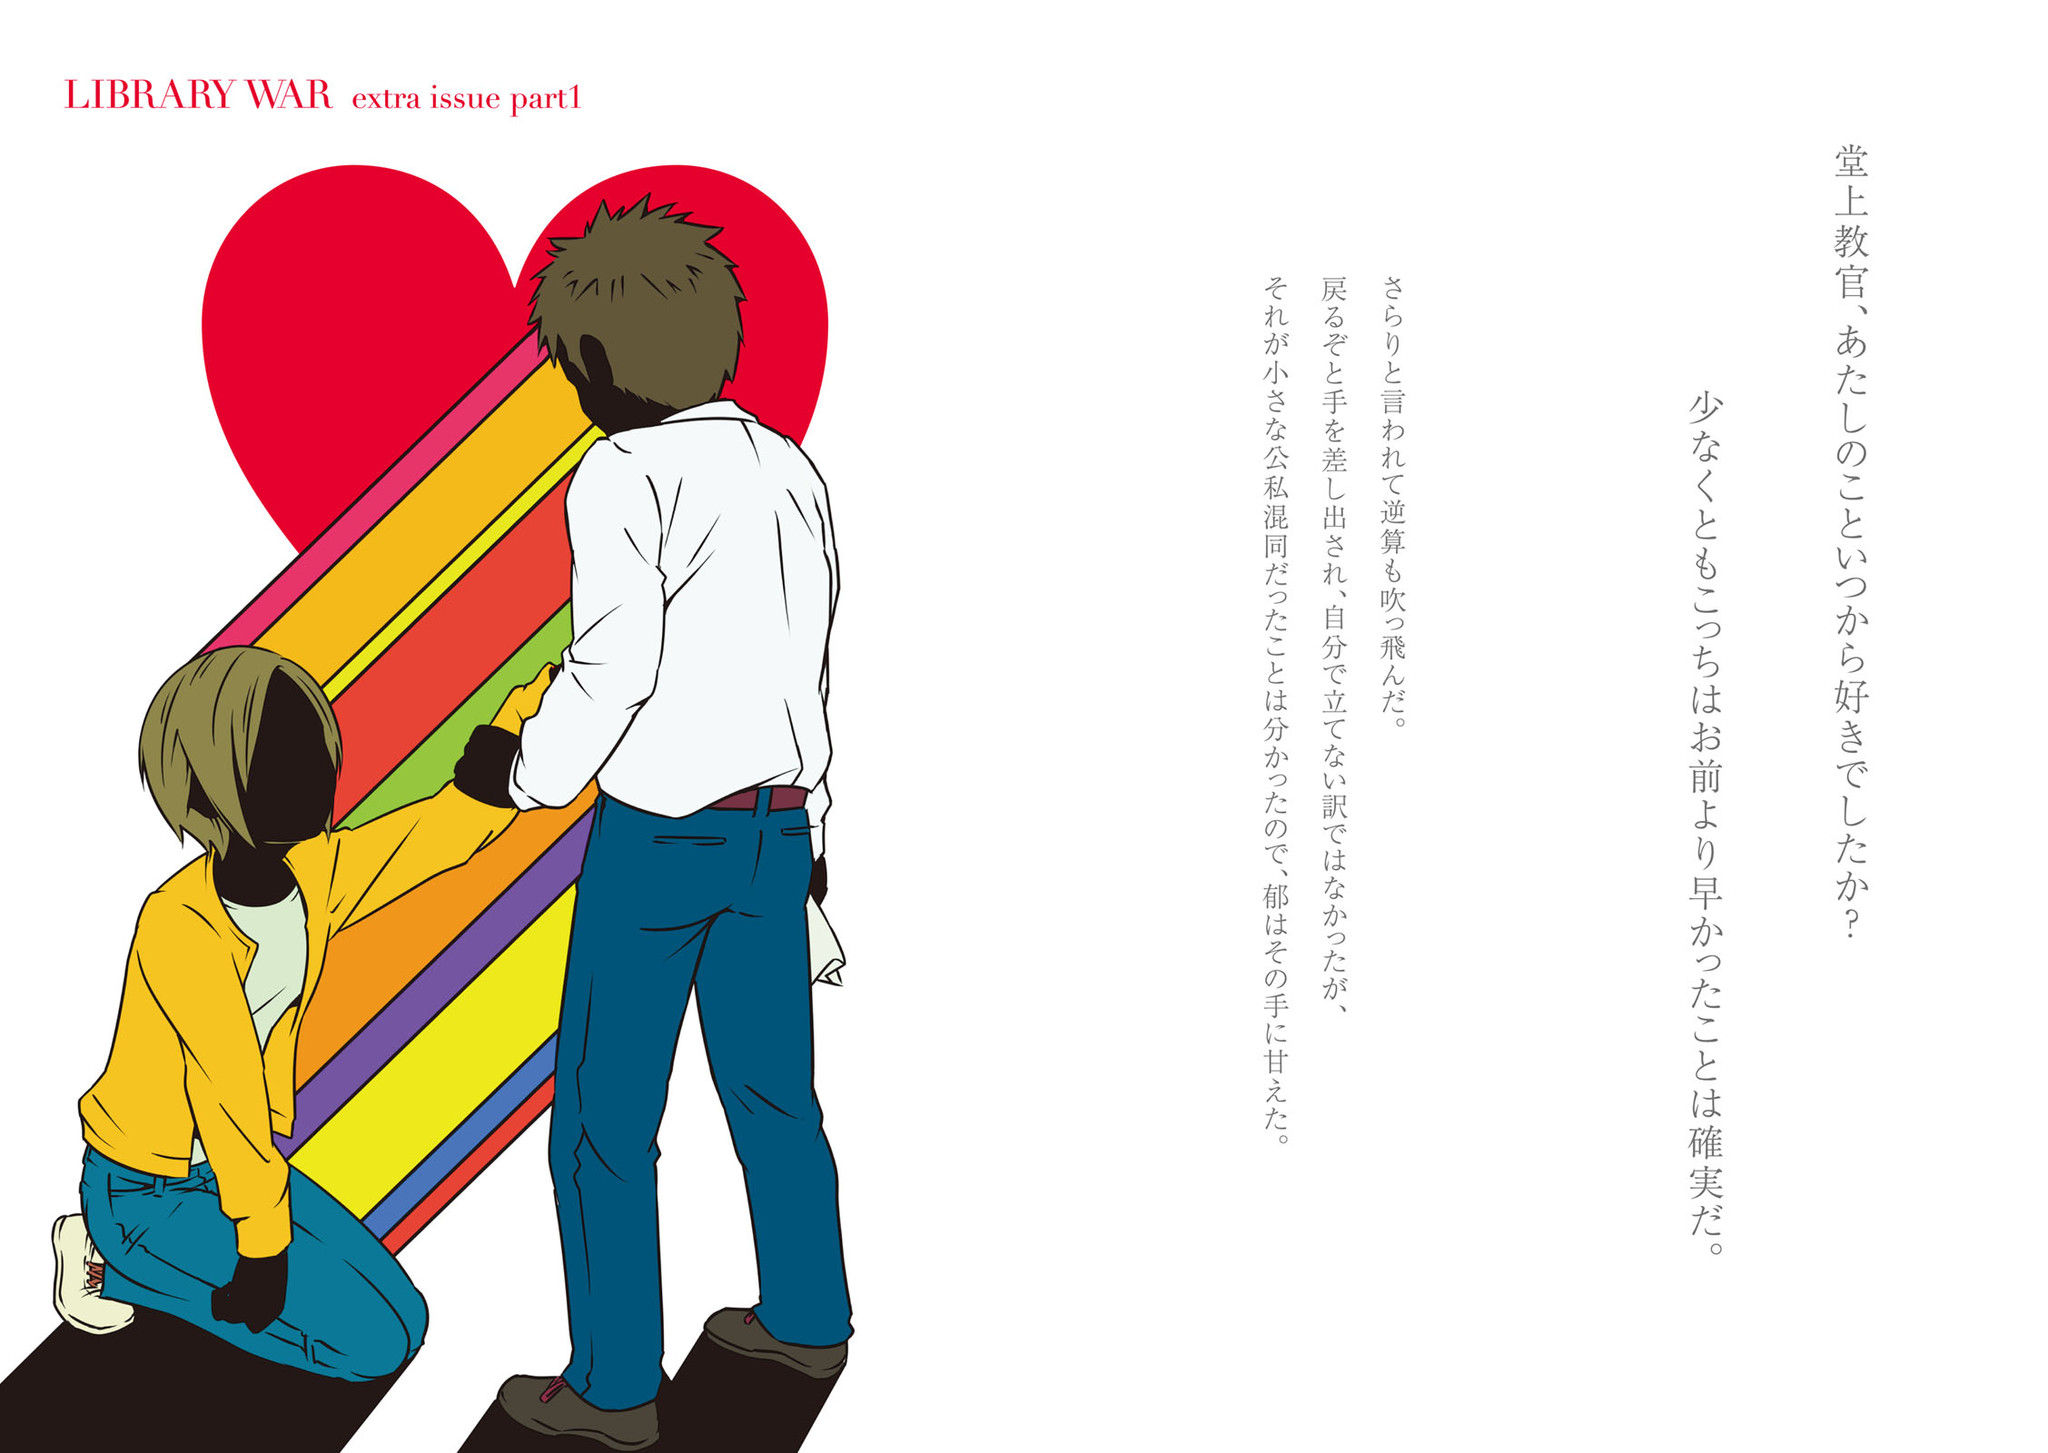 LIBRARY WAR extra issue part1
堂上教官、あたしのこといつから好きでしたか？
少なくともこっちはお前より早かったことは確実だ。
さらりと言われて逆算も吹っ飛んだ。
戻るぞと手を差し出され、自分で立てない訳ではなかったが、
それが小さな公私混同だったことは分かったので、郁はその手に甘えた。